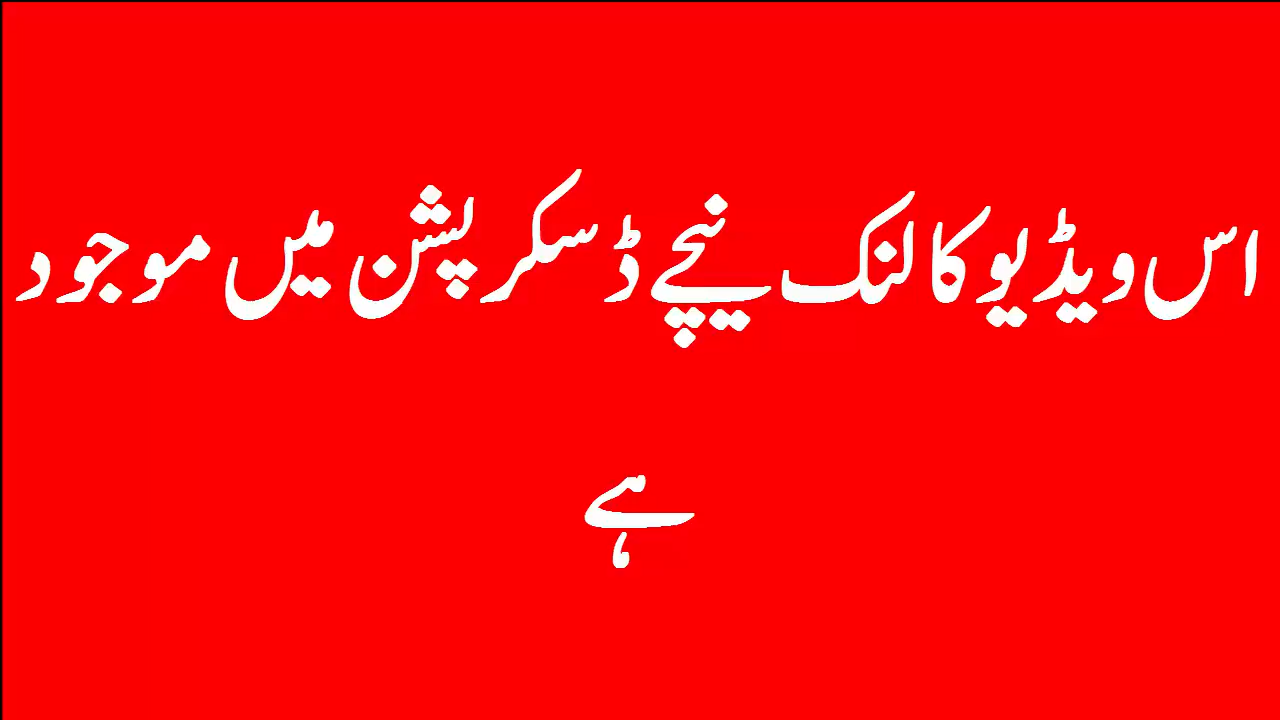 اس ویڈیو کا لنک نیچے ڈسکرپشن میں موجود
ہے